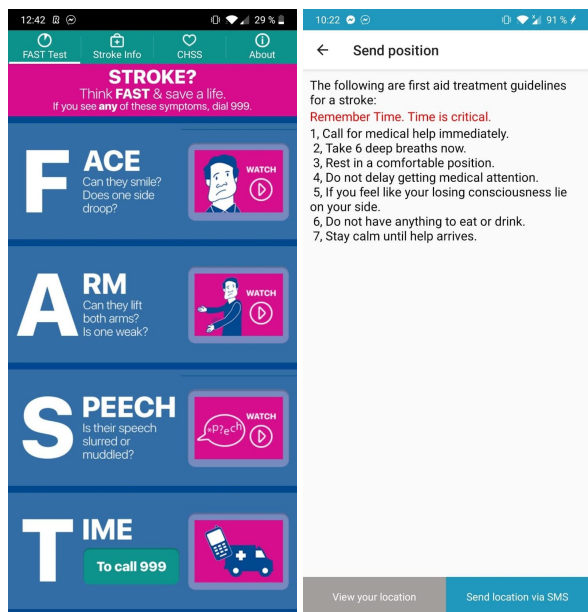 12:42
29 %
FAST Test
Stroke Info
CHSS
About
STROKE?
Think FAST & save a life.
If you see any of these symptoms, dial 999.
FACE
Can they smile?
Does one side
droop?
WATCH
ARM
Can they lift
both arms?
Is one weak?
WATCH
SPEECH
Is their speech
slurred or
muddled?
*p?ech
WATCH
TIME
To call 999
10:22
91 %
Send position
The following are first aid treatment guidelines
for a stroke:
Remember Time. Time is critical.
1, Call for medical help immediately.
2, Take 6 deep breaths now.
3, Rest in a comfortable position.
4, Do not delay getting medical attention.
5, If you feel like your losing consciousness lie
on your side.
6, Do not have anything to eat or drink.
7, Stay calm until help arrives.
View your location
Send location via SMS